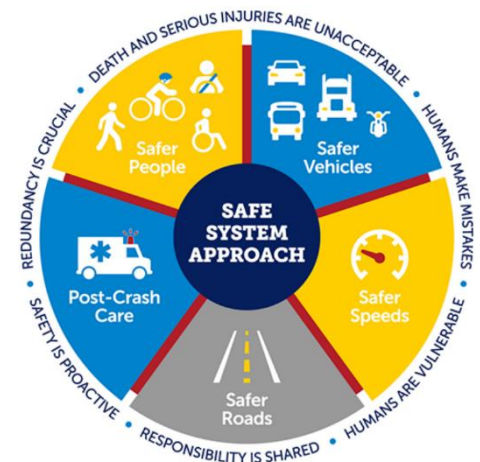 DEATH AND SERIOUS INJURIES ARE UNACCEPTABLE
HUMANS MAKE MISTAKES
HUMANS ARE VULNERABLE
RESPONSIBILITY IS SHARED
SAFETY IS PROACTIVE
REDUNDANCY IS CRUCIAL
Safer
People
Safer
Vehicles
SAFE
SYSTEM
APPROACH
Post-Crash
Care
Safer
Speeds
Safer
Roads